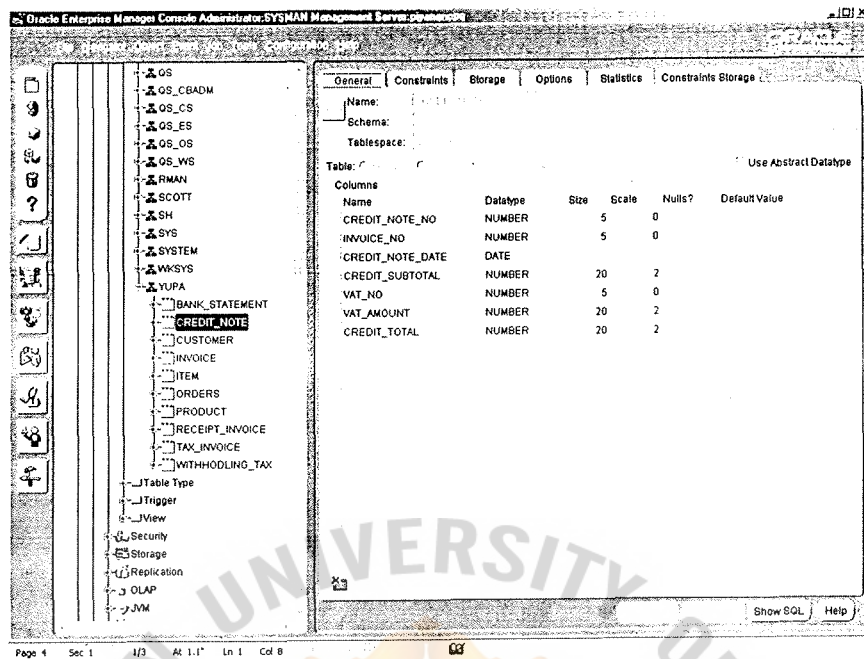 Oracle Enterprise Manager Console Administrator:SYSMAN Management Server
QS
QS_CBADM
QS_CS
QS_ES
QS_OS
QS_WS
RMAN
SCOTT
SH
SYS
SYSTEM
WKSYS
YUPA
BANK_STATEMENT
CREDIT_NOTE
CUSTOMER
INVOICE
ITEM
ORDERS
PRODUCT
RECEIPT_INVOICE
TAX_INVOICE
WITHHODLING_TAX
Table Type
Trigger
View
Security
Storage
Replication
OLAP
JVM
General Constraints Storage Options Statistics Constraints Storage
Name:
Schema:
Tablespace:
Table: Use Abstract Datatype
Columns
Name Datatype Size Scale Nulls? Default Value
CREDIT_NOTE_NO NUMBER 5 0
INVOICE_NO NUMBER 5 0
CREDIT_NOTE_DATE DATE
CREDIT_SUBTOTAL NUMBER 20 2
VAT_NO NUMBER 5 0
VAT_AMOUNT NUMBER 20 2
CREDIT_TOTAL NUMBER 20 2
Show SQL Help
UNIVERSITY
Page 4 Sec 1 1/3 At 1.1" Ln 1 Col 8